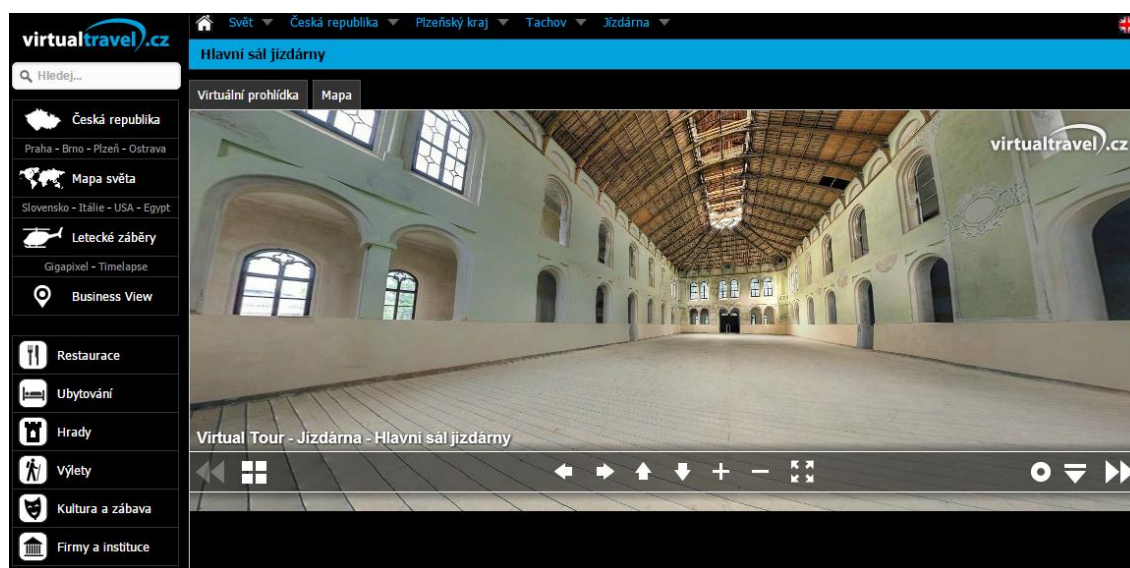 virtualtravel.cz
Hledej...
Česká republika
Praha - Brno - Plzeň - Ostrava
Mapa světa
Slovensko - Itálie - USA - Egypt
Letecké záběry
Gigapixel - Timelapse
Business View
Restaurace
Ubytování
Hrady
Výlety
Kultura a zábava
Firmy a instituce
Svět Česká republika Plzeňský kraj Tachov Jízdárna
Hlavní sál jízdárny
Virtuální prohlídka Mapa
virtualtravel.cz
Virtual Tour - Jízdárna - Hlavní sál jízdárny